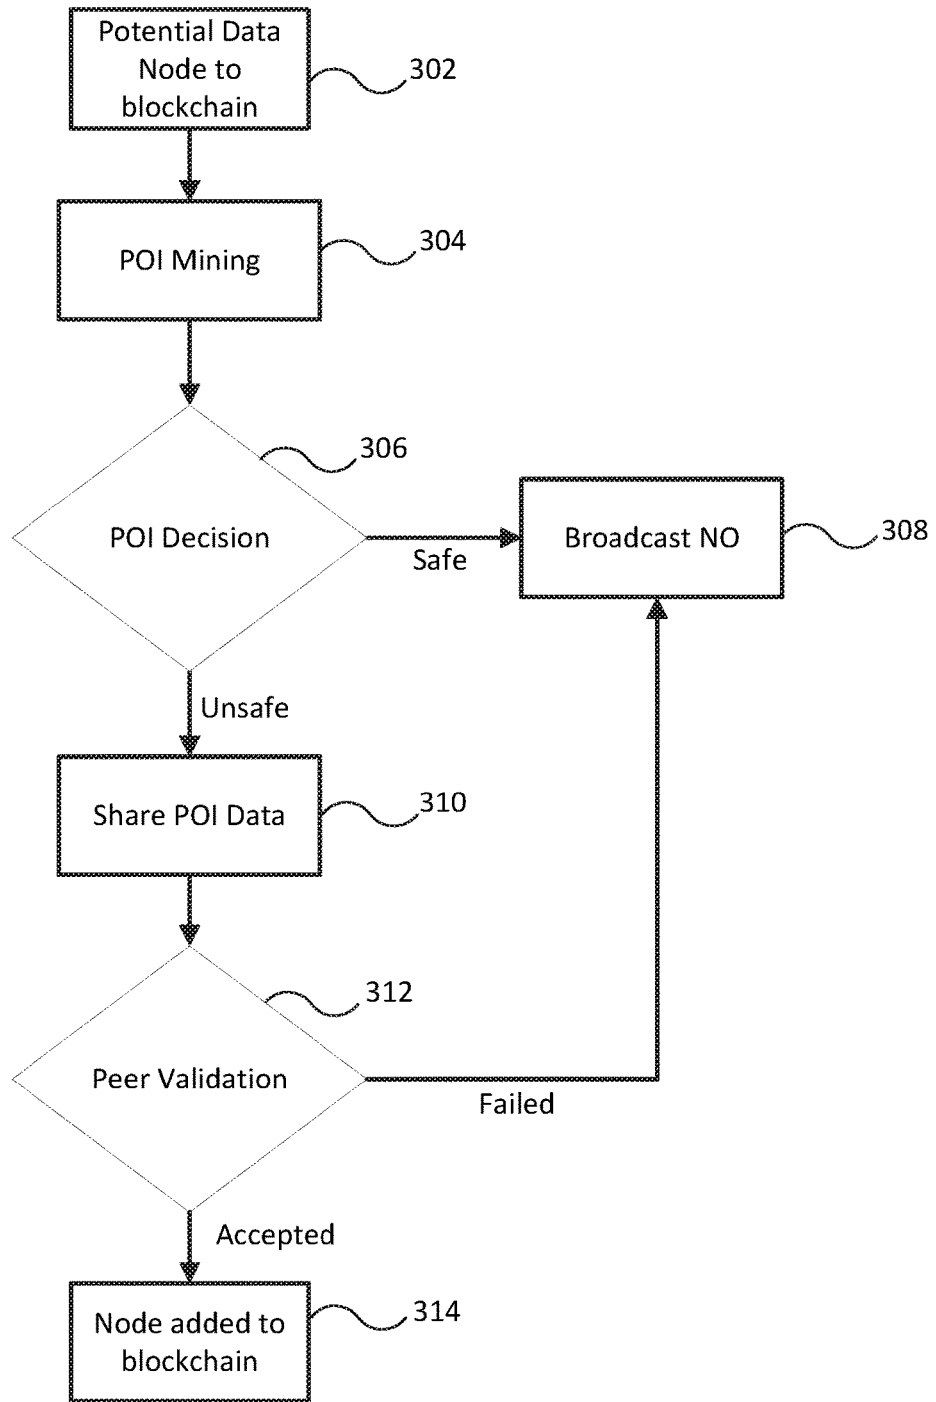 Potential Data
Node to
blockchain
302
POI Mining
304
POI Decision
306
Safe
Broadcast NO
308
Unsafe
Share POI Data
310
Peer Validation
312
Failed
Accepted
Node added to
blockchain
314